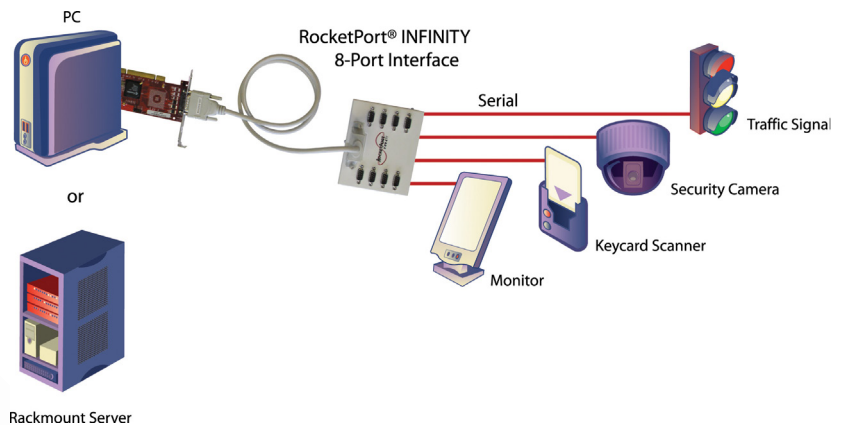 PC
RocketPort® INFINITY
8-Port Interface
Serial
Traffic Signal
Security Camera
Keycard Scanner
Monitor
or
Rackmount Server